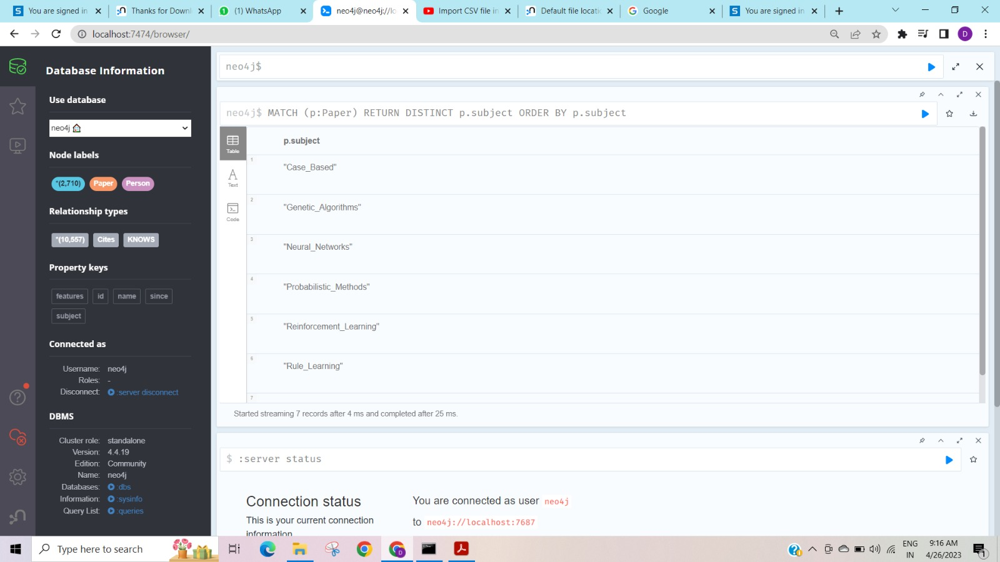 You are signed in
Thanks for Downl
(1) WhatsApp
neo4j@neo4j://lo
Import CSV file in
Default file locatio
Google
You are signed in
localhost:7474/browser/
D
Database Information
Use database
neo4j
Node labels
*(2,710) Paper Person
Relationship types
*(10,557) Cites KNOWS
Property keys
features id name since
subject
Connected as
Username: neo4j
Roles: -
Disconnect: :server disconnect
DBMS
Cluster role: standalone
Version: 4.4.19
Edition: Community
Name: neo4j
Databases: :dbs
Information: :sysinfo
Query List: :queries
neo4j$
neo4j$ MATCH (p:Paper) RETURN DISTINCT p.subject ORDER BY p.subject
Table
Text
Code
p.subject
1 "Case_Based"
2 "Genetic_Algorithms"
3 "Neural_Networks"
4 "Probabilistic_Methods"
5 "Reinforcement_Learning"
6 "Rule_Learning"
7
Started streaming 7 records after 4 ms and completed after 25 ms.
$ :server status
Connection status
This is your current connection
information.
You are connected as user neo4j
to neo4j://localhost:7687
Type here to search
D
ENG
IN
9:16 AM
4/26/2023
1